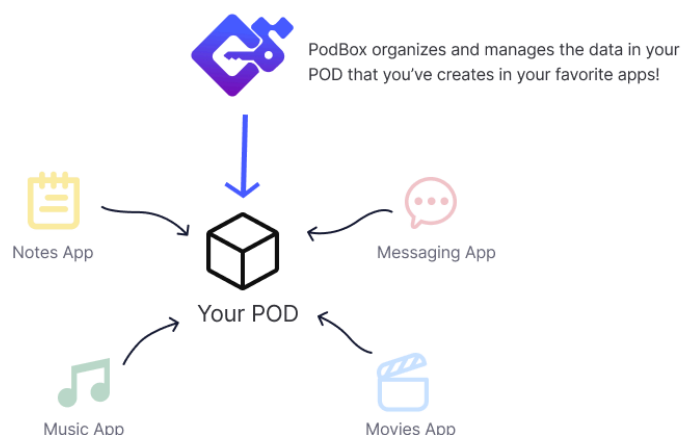 PodBox organizes and manages the data in your
POD that you’ve creates in your favorite apps!
Notes App
Messaging App
Your POD
Music App
Movies App